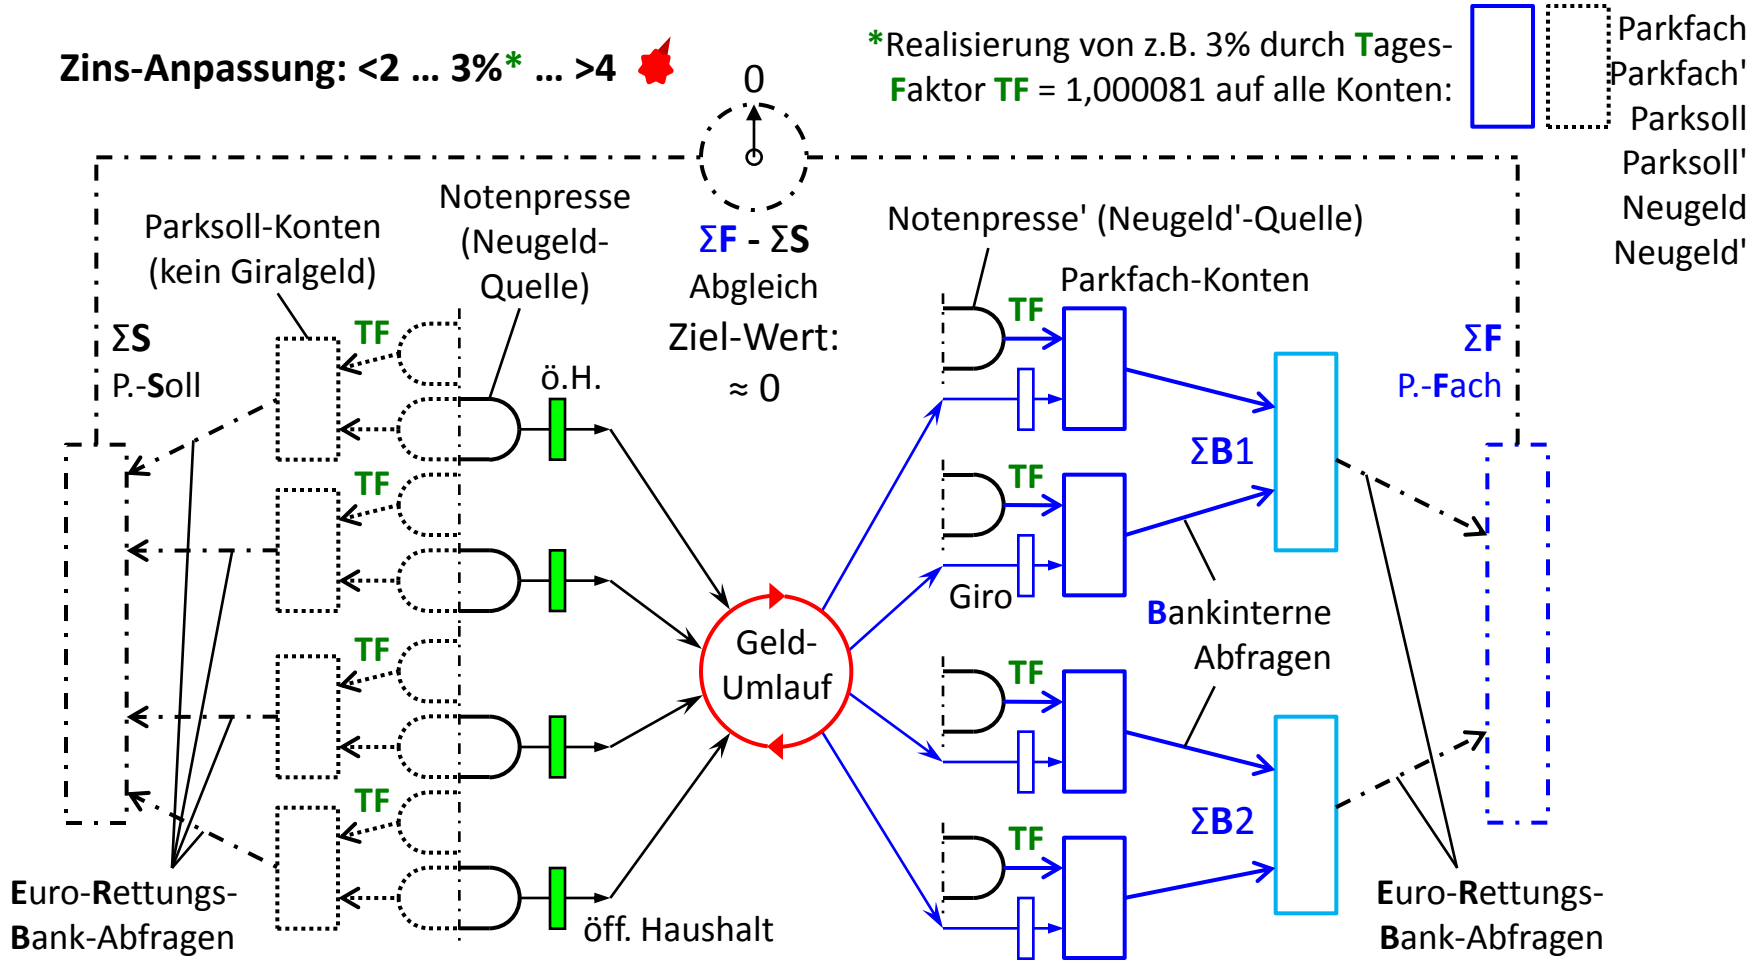 Zins-Anpassung: <2 ... 3%* ... >4
0
*Realisierung von z.B. 3% durch Tages-
Faktor TF = 1,000081 auf alle Konten:
Parkfach
Parkfach'
Parksoll
Parksoll'
Neugeld
Neugeld'
Parksoll-Konten
(kein Giralgeld)
Notenpresse
(Neugeld-
Quelle)
ΣF - ΣS
Abgleich
Ziel-Wert:
≈ 0
Notenpresse' (Neugeld'-Quelle)
Parkfach-Konten
ΣS
P.-Soll
ΣF
P.-Fach
TF
TF
TF
TF
ö.H.
TF
TF
TF
TF
ΣB1
Giro
Bankinterne
Abfragen
Geld-
Umlauf
ΣB2
Euro-Rettungs-
Bank-Abfragen
öff. Haushalt
Euro-Rettungs-
Bank-Abfragen